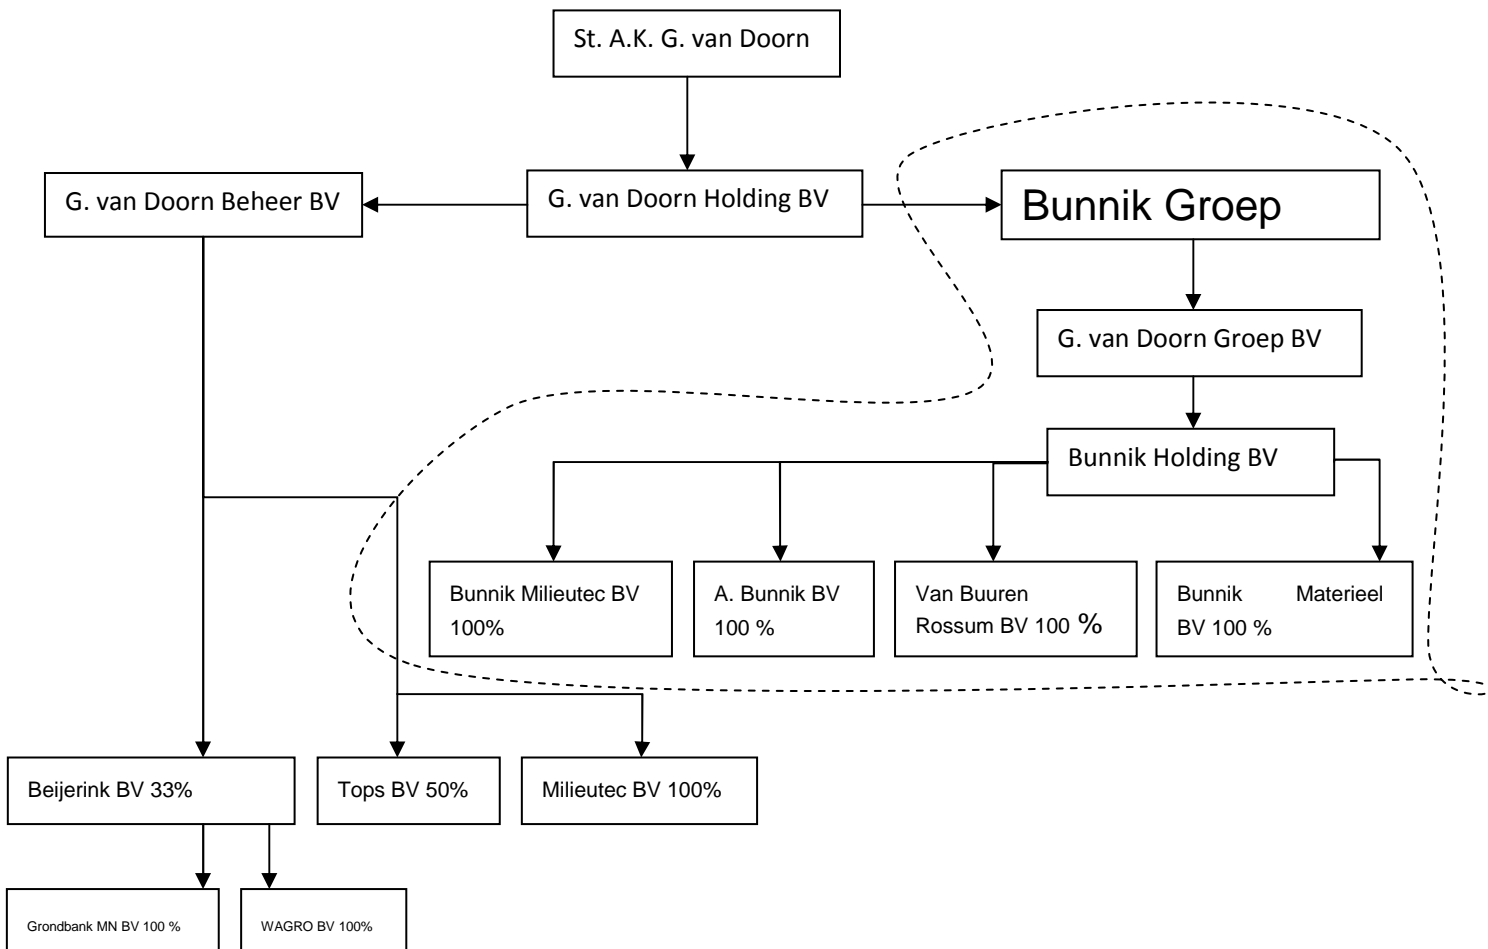 St. A.K. G. van Doorn
G. van Doorn Beheer BV
G. van Doorn Holding BV
Bunnik Groep
G. van Doorn Groep BV
Bunnik Holding BV
Bunnik Milieutec BV
100%
A. Bunnik BV
100 %
Van Buuren
Rossum BV 100 %
Bunnik Materieel
BV 100 %
Beijerink BV 33%
Tops BV 50%
Milieutec BV 100%
Grondbank MN BV 100 %
WAGRO BV 100%